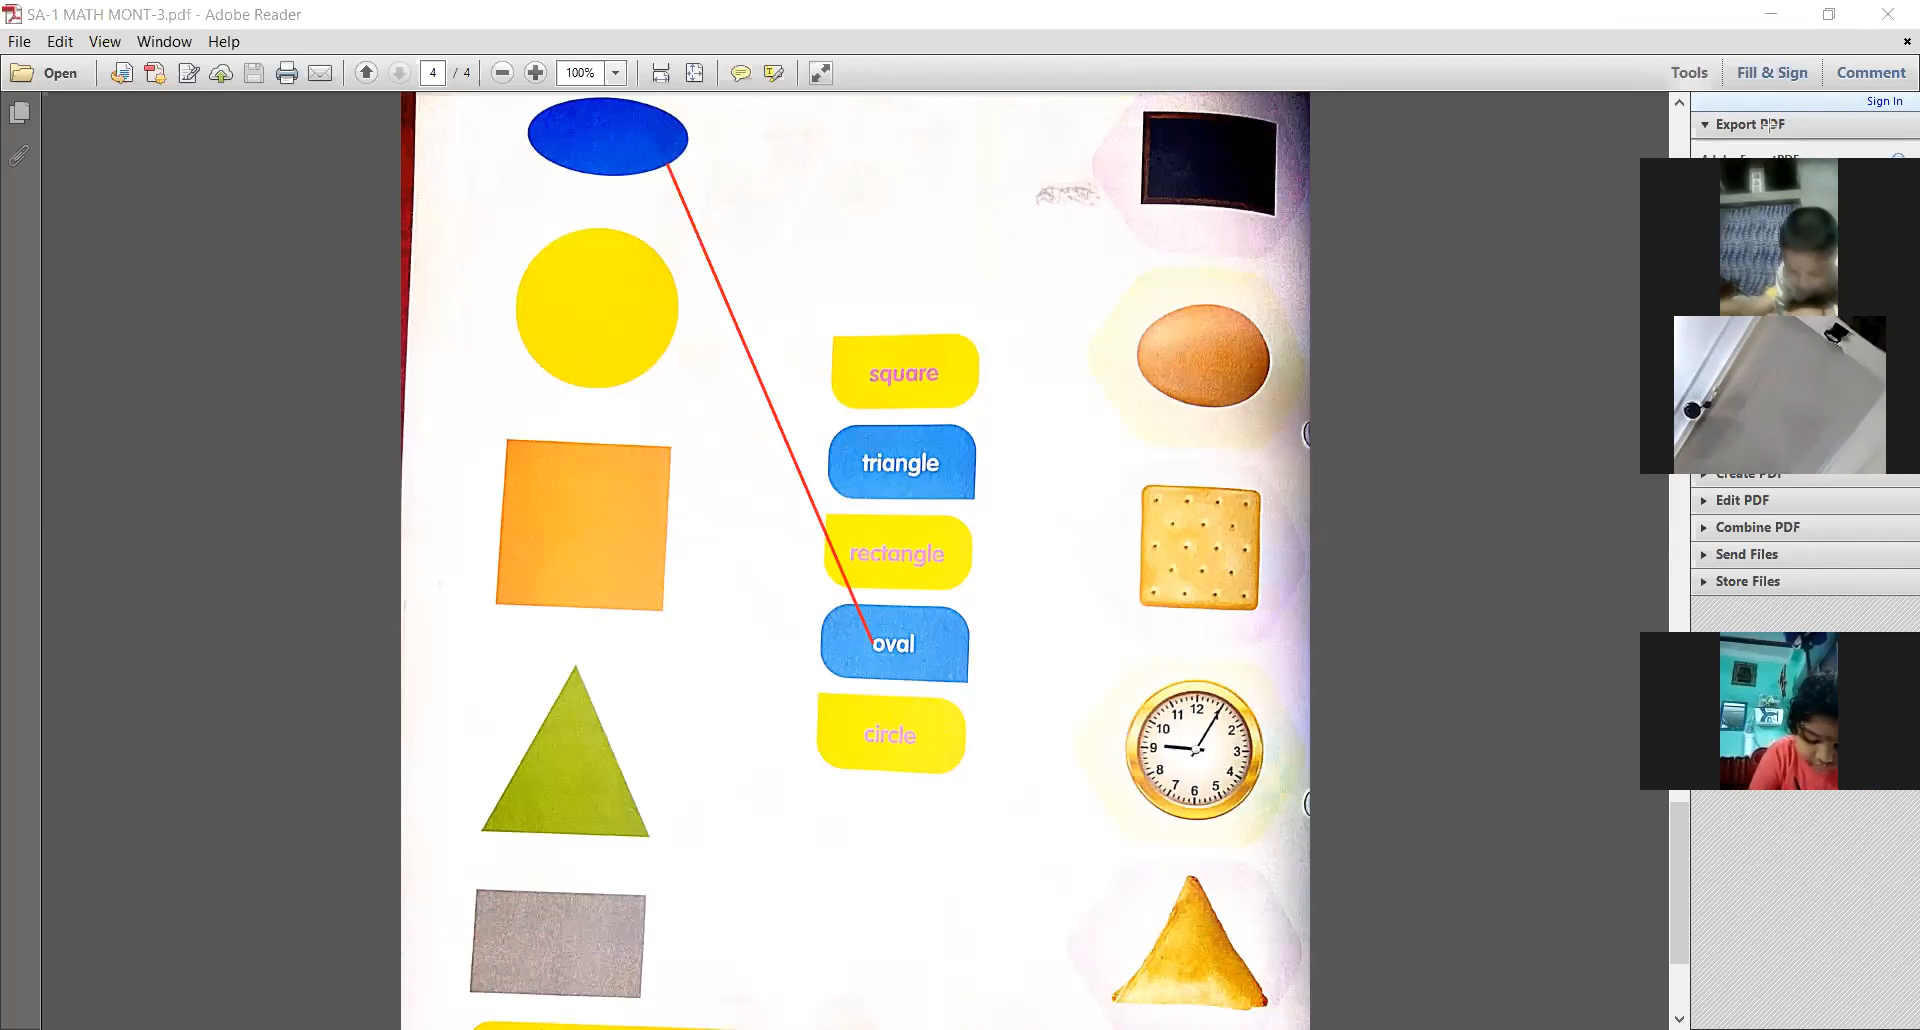 SA-1 MATH MONT-3.pdf - Adobe Reader
File Edit View Window Help
Open 4 / 4 100% Tools Fill & Sign Comment
Sign In
Export PDF
Edit PDF
Combine PDF
Send Files
Store Files
square
triangle
rectangle
oval
circle
12
11
10 2
9 3
8 4
7 6 5